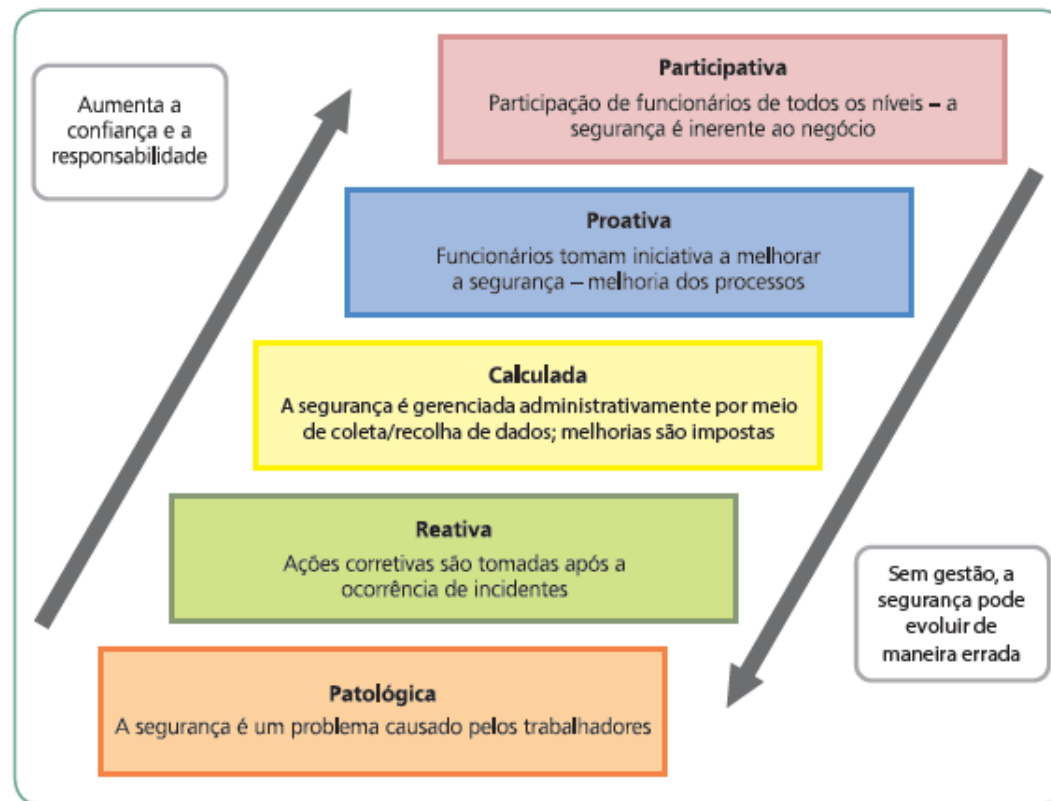 Aumenta a
confiança e a
responsabilidade
Participativa
Participação de funcionários de todos os níveis – a
segurança é inerente ao negócio
Proativa
Funcionários tomam iniciativa a melhorar
a segurança – melhoria dos processos
Calculada
A segurança é gerenciada administrativamente por meio
de coleta/recolha de dados; melhorias são impostas
Reativa
Ações corretivas são tomadas após a
ocorrência de incidentes
Sem gestão, a
segurança pode
evoluir de
maneira errada
Patológica
A segurança é um problema causado pelos trabalhadores